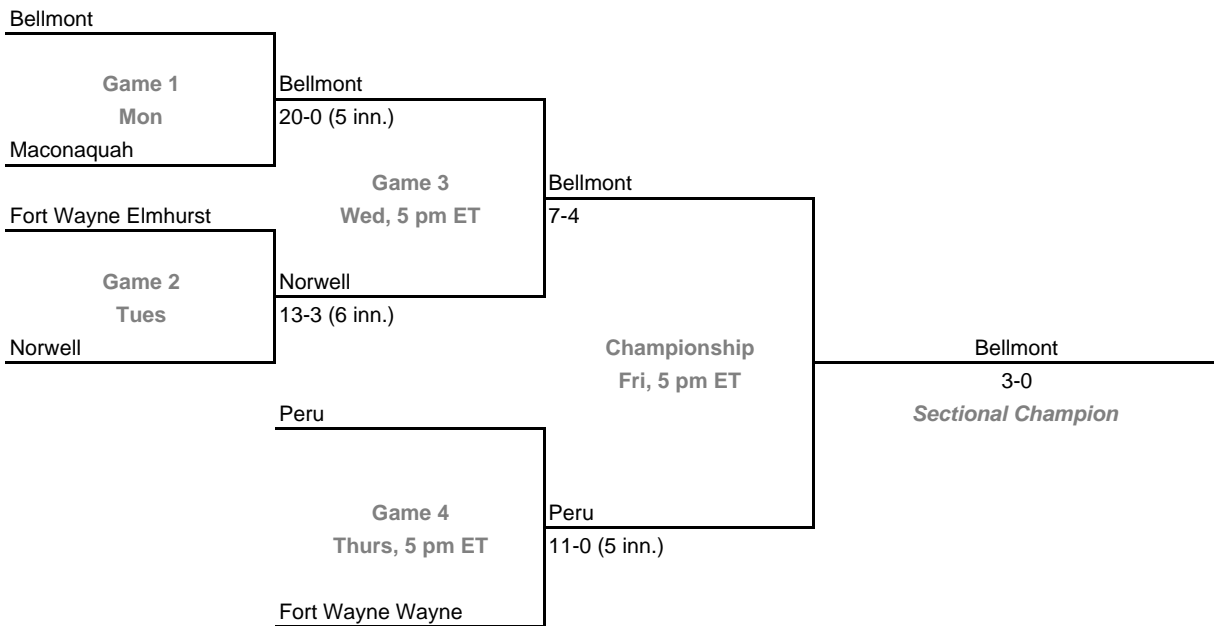 Bellmont
Game 1
Mon
Bellmont
20-0 (5 inn.)
Maconaquah
Game 3
Wed, 5 pm ET
Bellmont
7-4
Fort Wayne Elmhurst
Game 2
Tues
Norwell
13-3 (6 inn.)
Norwell
Championship
Fri, 5 pm ET
Bellmont
3-0
Sectional Champion
Peru
Game 4
Thurs, 5 pm ET
Peru
11-0 (5 inn.)
Fort Wayne Wayne